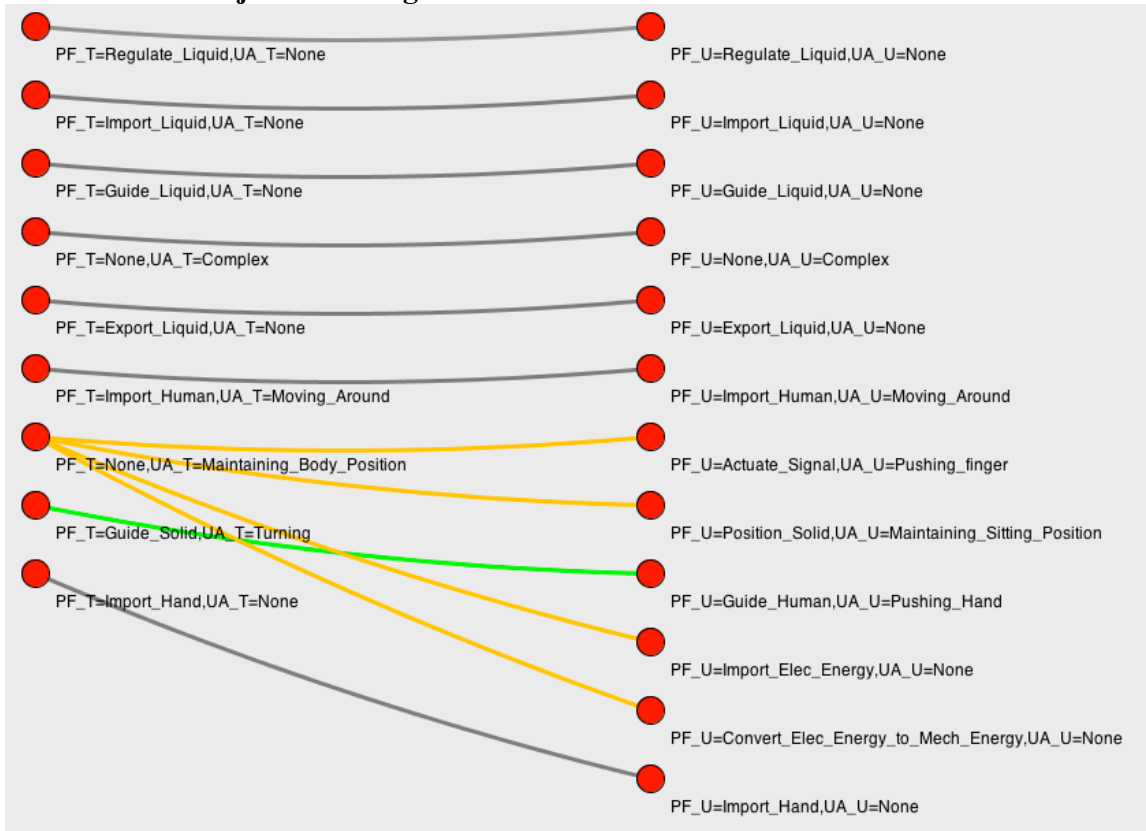 PF_T=Regulate_Liquid,UA_T=None PF_U=Regulate_Liquid,UA_U=None
PF_T=Import_Liquid,UA_T=None PF_U=Import_Liquid,UA_U=None
PF_T=Guide_Liquid,UA_T=None PF_U=Guide_Liquid,UA_U=None
PF_T=None,UA_T=Complex PF_U=None,UA_U=Complex
PF_T=Export_Liquid,UA_T=None PF_U=Export_Liquid,UA_U=None
PF_T=Import_Human,UA_T=Moving_Around PF_U=Import_Human,UA_U=Moving_Around
PF_T=None,UA_T=Maintaining_Body_Position PF_U=Actuate_Signal,UA_U=Pushing_finger
PF_T=Guide_Solid,UA_T=Turning PF_U=Position_Solid,UA_U=Maintaining_Sitting_Position
PF_T=Import_Hand,UA_T=None PF_U=Guide_Human,UA_U=Pushing_Hand
PF_U=Import_Elec_Energy,UA_U=None
PF_U=Convert_Elec_Energy_to_Mech_Energy,UA_U=None
PF_U=Import_Hand,UA_U=None